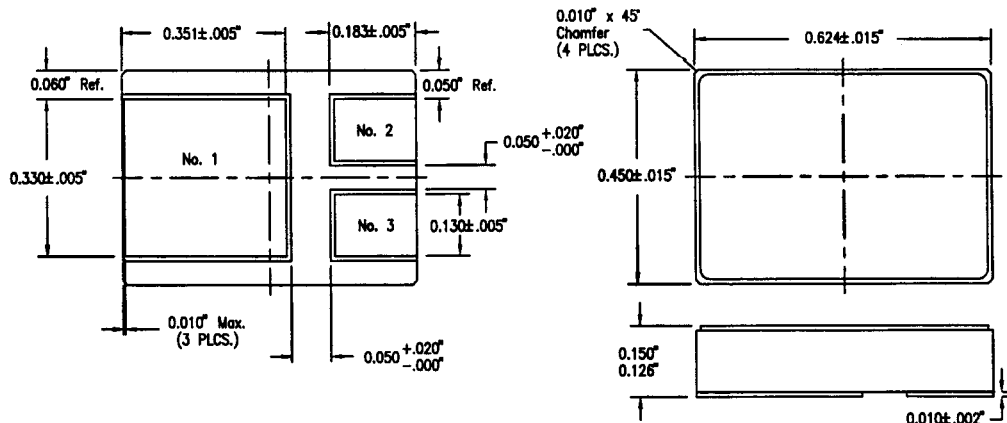 0.351±.005"
0.183±.005"
0.060" Ref.
0.050" Ref.
No. 1
No. 2
0.050 +.020"
-.000"
0.330±.005"
No. 3
0.130±.005"
0.010" Max.
(3 PLCS.)
0.050 +.020"
-.000"
0.010" x 45°
Chamfer
(4 PLCS.)
0.624±.015"
0.450±.015"
0.150"
0.126"
0.010±.002"